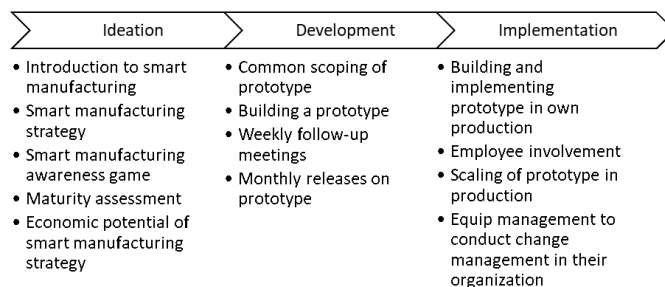 Ideation
Development
Implementation
• Introduction to smart
manufacturing
• Smart manufacturing
strategy
• Smart manufacturing
awareness game
• Maturity assessment
• Economic potential of
smart manufacturing
strategy
• Common scoping of
prototype
• Building a prototype
• Weekly follow-up
meetings
• Monthly releases on
prototype
• Building and
implementing
prototype in own
production
• Employee involvement
• Scaling of prototype in
production
• Equip management to
conduct change
management in their
organization